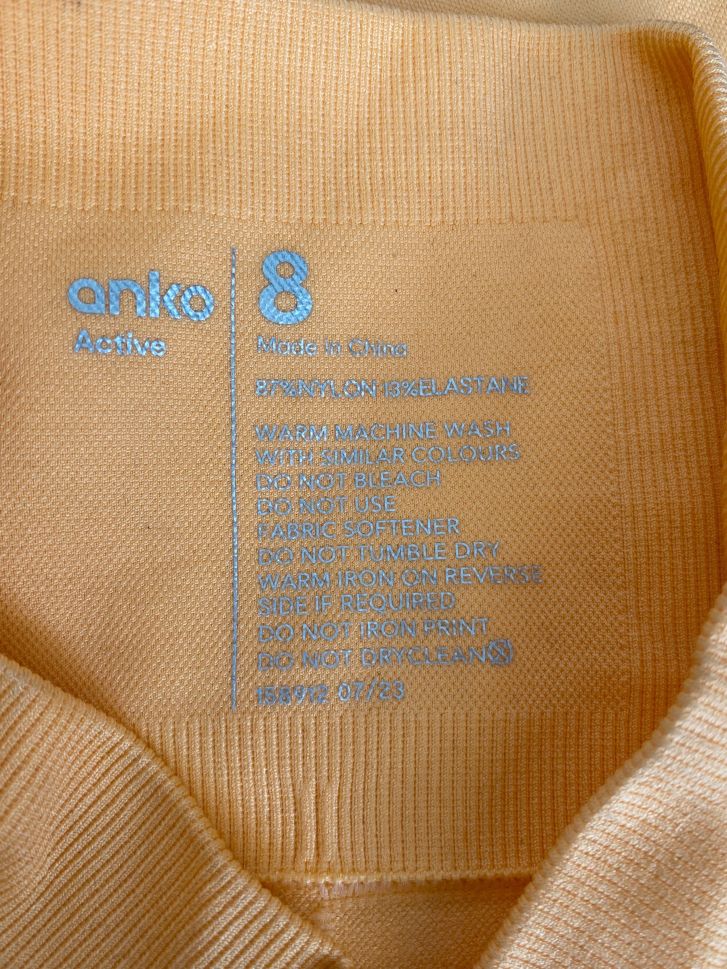 anko
Active
8
Made in China
87%NYLON 13%ELASTANE
WARM MACHINE WASH
WITH SIMILAR COLOURS
DO NOT BLEACH
DO NOT USE
FABRIC SOFTENER
DO NOT TUMBLE DRY
WARM IRON ON REVERSE
SIDE IF REQUIRED
DO NOT IRON PRINT
DO NOT DRYCLEAN
158912 07/23